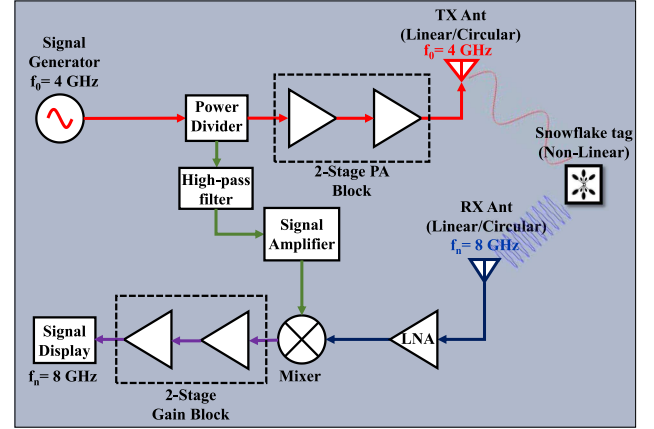 TX Ant
(Linear/Circular)
f0= 4 GHz
Signal
Generator
f0= 4 GHz
Power
Divider
2-Stage PA
Block
Snowflake tag
(Non-Linear)
High-pass
filter
Signal
Amplifier
RX Ant
(Linear/Circular)
fn= 8 GHz
LNA
Mixer
Signal
Display
fn= 8 GHz
2-Stage
Gain Block